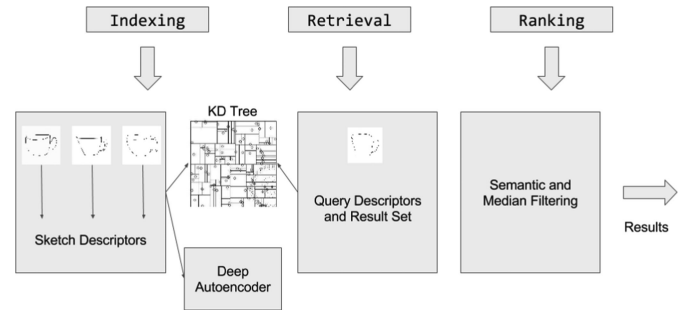 Indexing
Retrieval
Ranking
KD Tree
Sketch Descriptors
Query Descriptors
and Result Set
Semantic and
Median Filtering
Results
Deep
Autoencoder